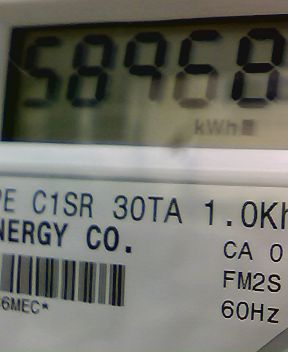 58968
kWh
PE C1SR 30TA 1.0Kh
NERGY CO.
CA 0
FM2S
6MEC*
60Hz